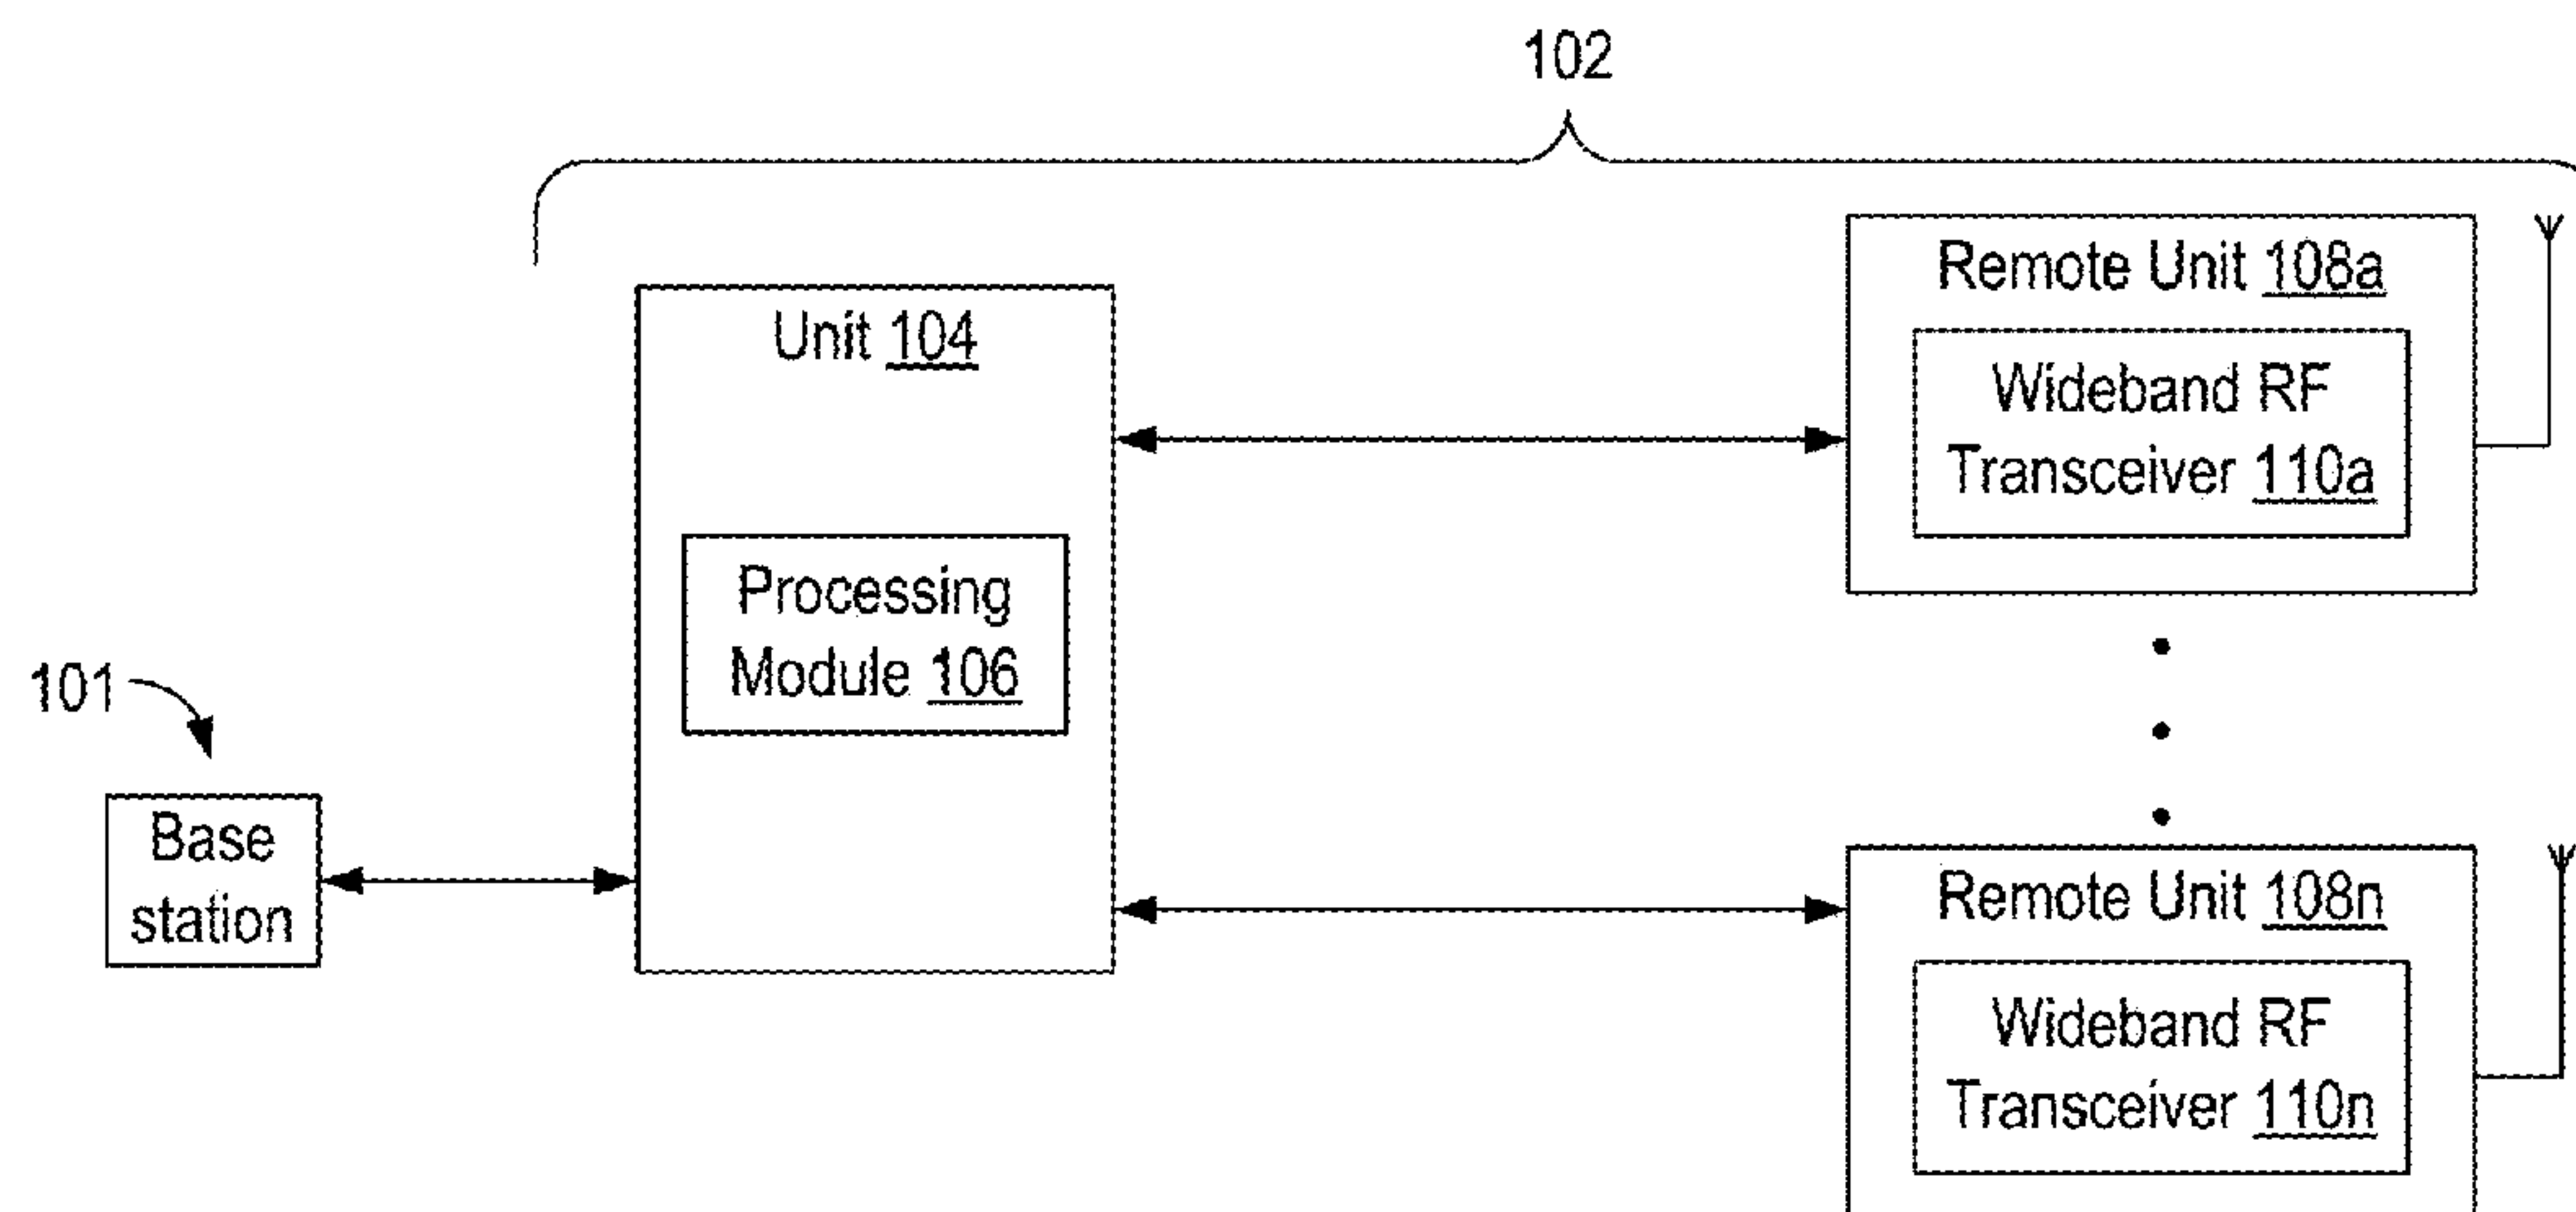 102
Unit 104
Processing
Module 106
Remote Unit 108a
Wideband RF
Transceiver 110a
101
Base
station
Remote Unit 108n
Wideband RF
Transceiver 110n